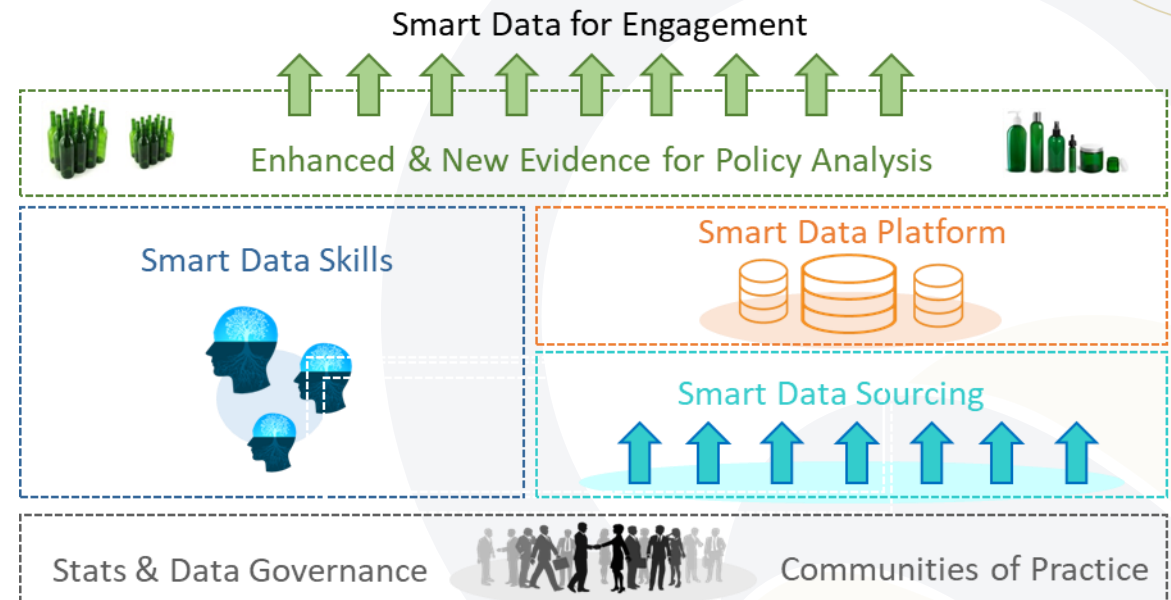 Smart Data for Engagement
Enhanced & New Evidence for Policy Analysis
Smart Data Skills
Smart Data Platform
Smart Data Sourcing
Stats & Data Governance
Communities of Practice